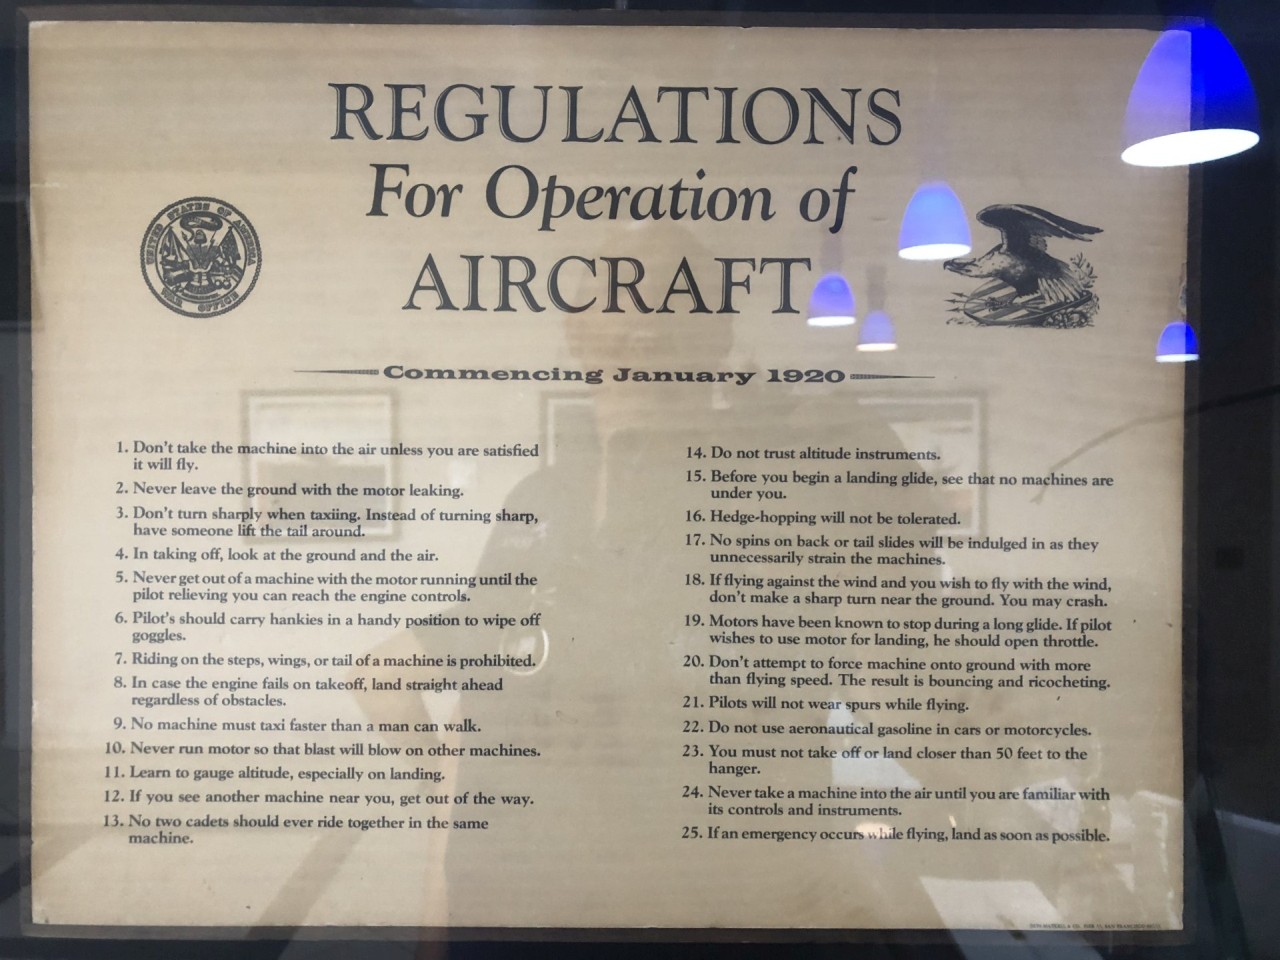 REGULATIONS
For Operation of
AIRCRAFT
UNITED STATES OF AMERICA
WAR OFFICE
Commencing January 1920
1. Don't take the machine into the air unless you are satisfied
it will fly.
2. Never leave the ground with the motor leaking.
3. Don't turn sharply when taxiing. Instead of turning sharp,
have someone lift the tail around.
4. In taking off, look at the ground and the air.
5. Never get out of a machine with the motor running until the
pilot relieving you can reach the engine controls.
6. Pilot's should carry hankies in a handy position to wipe off
goggles.
7. Riding on the steps, wings, or tail of a machine is prohibited.
8. In case the engine fails on takeoff, land straight ahead
regardless of obstacles.
9. No machine must taxi faster than a man can walk.
10. Never run motor so that blast will blow on other machines.
11. Learn to gauge altitude, especially on landing.
12. If you see another machine near you, get out of the way.
13. No two cadets should ever ride together in the same
machine.
14. Do not trust altitude instruments.
15. Before you begin a landing glide, see that no machines are
under you.
16. Hedge-hopping will not be tolerated.
17. No spins on back or tail slides will be indulged in as they
unnecessarily strain the machines.
18. If flying against the wind and you wish to fly with the wind,
don't make a sharp turn near the ground. You may crash.
19. Motors have been known to stop during a long glide. If pilot
wishes to use motor for landing, he should open throttle.
20. Don't attempt to force machine onto ground with more
than flying speed. The result is bouncing and ricocheting.
21. Pilots will not wear spurs while flying.
22. Do not use aeronautical gasoline in cars or motorcycles.
23. You must not take off or land closer than 50 feet to the
hanger.
24. Never take a machine into the air until you are familiar with
its controls and instruments.
25. If an emergency occurs while flying, land as soon as possible.